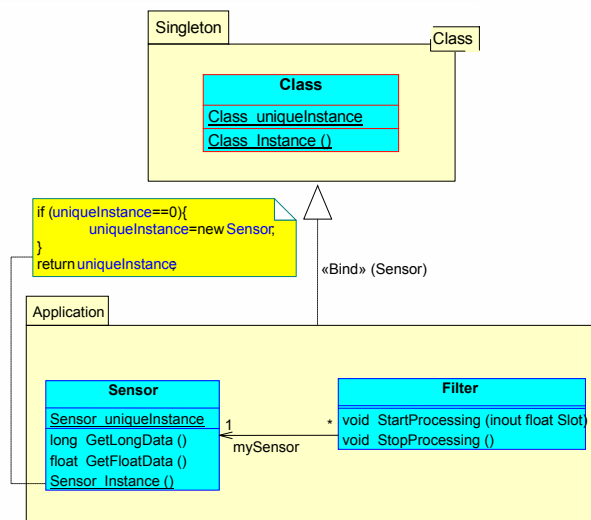 Singleton
Class
Class
Class uniqueInstance
Class Instance ()
if (uniqueInstance==0){
uniqueInstance=new Sensor;
}
return uniqueInstance;
«Bind» (Sensor)
Application
Sensor
Sensor uniqueInstance
long GetLongData ()
float GetFloatData ()
Sensor Instance ()
1
mySensor
*
Filter
void StartProcessing (inout float Slot)
void StopProcessing ()